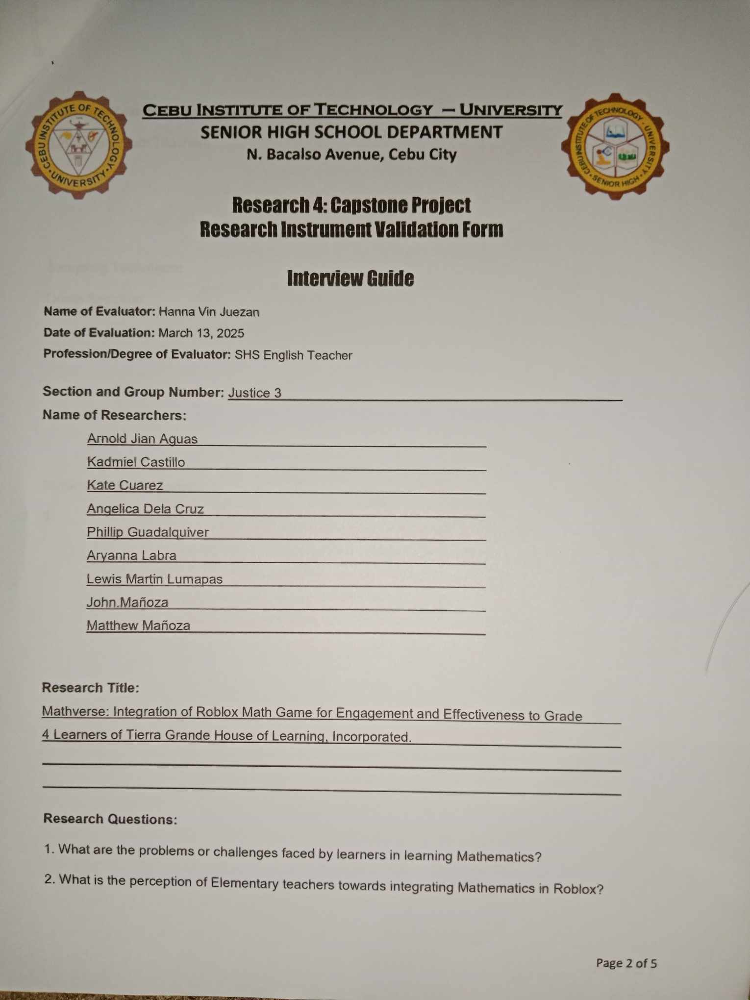 CEBU INSTITUTE OF TECHNOLOGY
UNIVERSITY
CEBU INSTITUTE OF TECHNOLOGY – UNIVERSITY
SENIOR HIGH SCHOOL DEPARTMENT
N. Bacalso Avenue, Cebu City
CEBU INSTITUTE OF TECHNOLOGY · UNIVERSITY
SENIOR HIGH
Research 4: Capstone Project
Research Instrument Validation Form
Interview Guide
Name of Evaluator: Hanna Vin Juezan
Date of Evaluation: March 13, 2025
Profession/Degree of Evaluator: SHS English Teacher
Section and Group Number: Justice 3
Name of Researchers:
Arnold Jian Aguas
Kadmiel Castillo
Kate Cuarez
Angelica Dela Cruz
Phillip Guadalquiver
Aryanna Labra
Lewis Martin Lumapas
John.Mañoza
Matthew Mañoza
Research Title:
Mathverse: Integration of Roblox Math Game for Engagement and Effectiveness to Grade
4 Learners of Tierra Grande House of Learning, Incorporated.
Research Questions:
1. What are the problems or challenges faced by learners in learning Mathematics?
2. What is the perception of Elementary teachers towards integrating Mathematics in Roblox?
Page 2 of 5